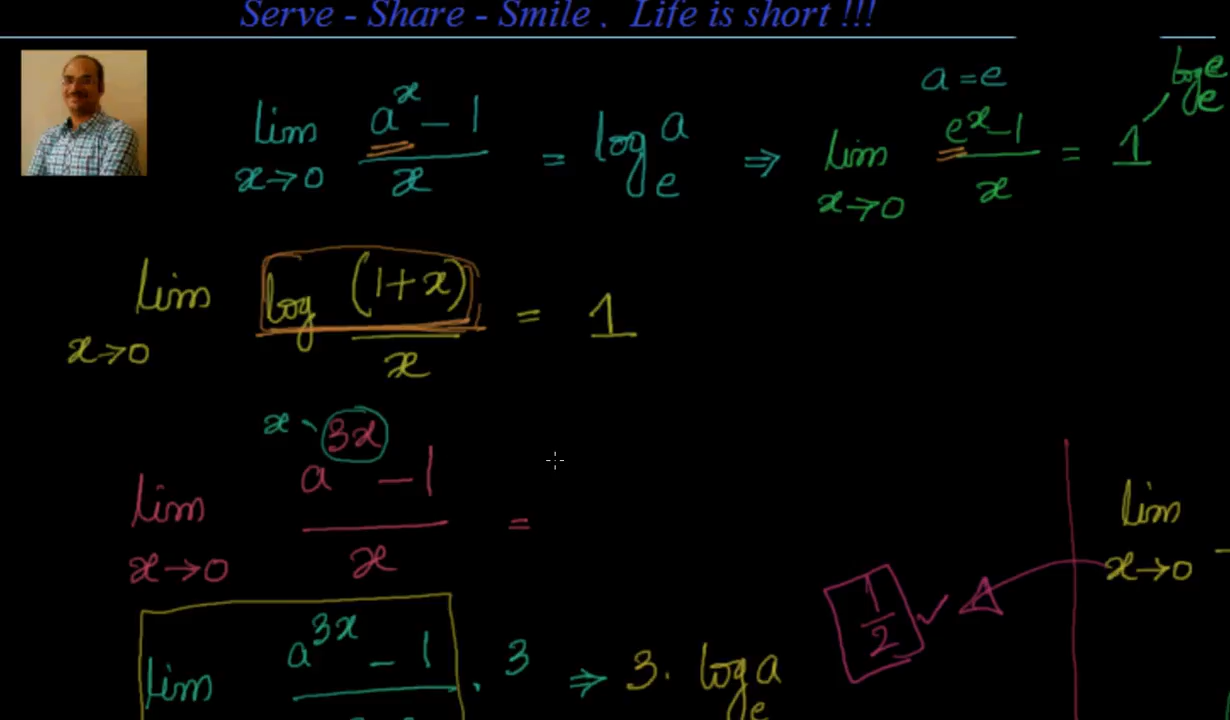 Serve - Share - Smile . Life is short !!!
a = e
log e e
lim x→0 (a^x - 1)/x = log_e a ⇒ lim x→0 (e^x - 1)/x = 1
lim x→0 log (1+x)/x = 1
x 
lim x→0 (a^3x - 1)/x =
lim x→0
1/2
lim a^3x - 1 . 3 ⇒ 3. log_e a